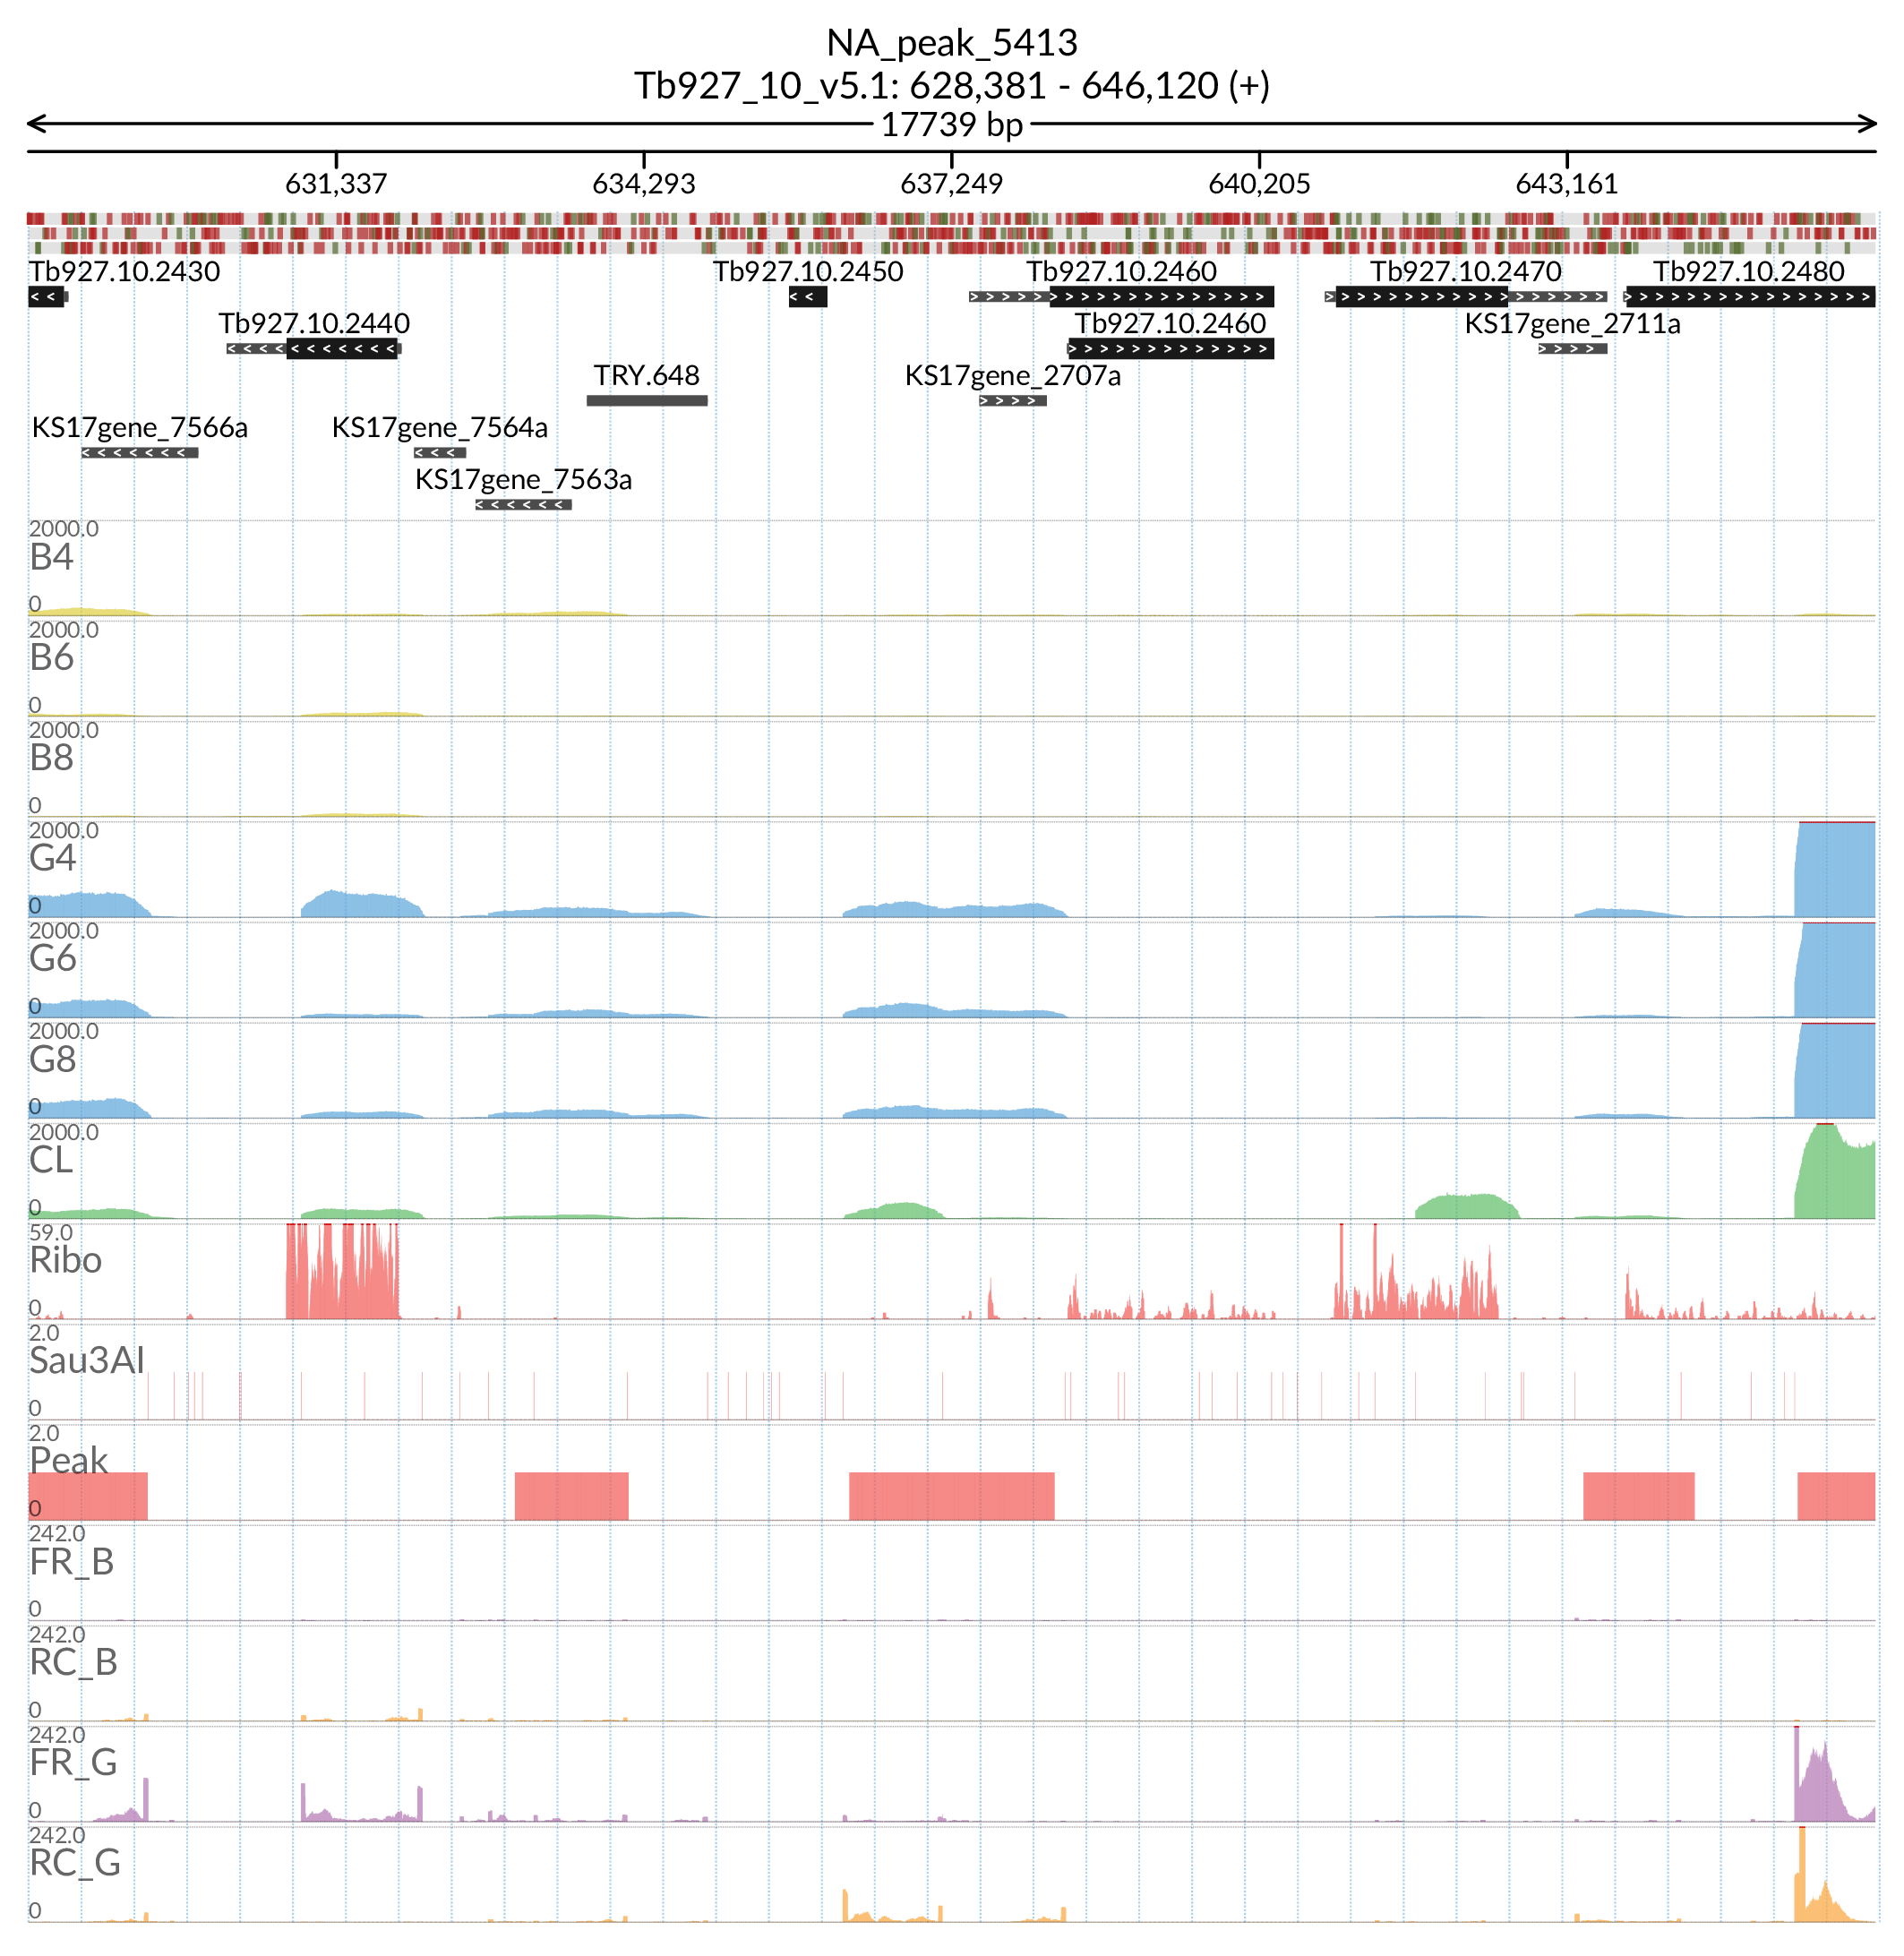 NA_peak_5413
Tb927_10_v5.1: 628,381 - 646,120 (+)
17739 bp
631,337 634,293 637,249 640,205 643,161
Tb927.10.2430 Tb927.10.2450 Tb927.10.2460 Tb927.10.2470 Tb927.10.2480
Tb927.10.2440 Tb927.10.2460 KS17gene_2711a
TRY.648 KS17gene_2707a
KS17gene_7566a KS17gene_7564a
KS17gene_7563a
2000.0
B4
0
2000.0
B6
0
2000.0
B8
0
2000.0
G4
0
2000.0
G6
0
2000.0
G8
0
2000.0
CL
0
59.0
Ribo
0
2.0
Sau3AI
0
2.0
Peak
0
242.0
FR_B
0
242.0
RC_B
0
242.0
FR_G
0
242.0
RC_G
0